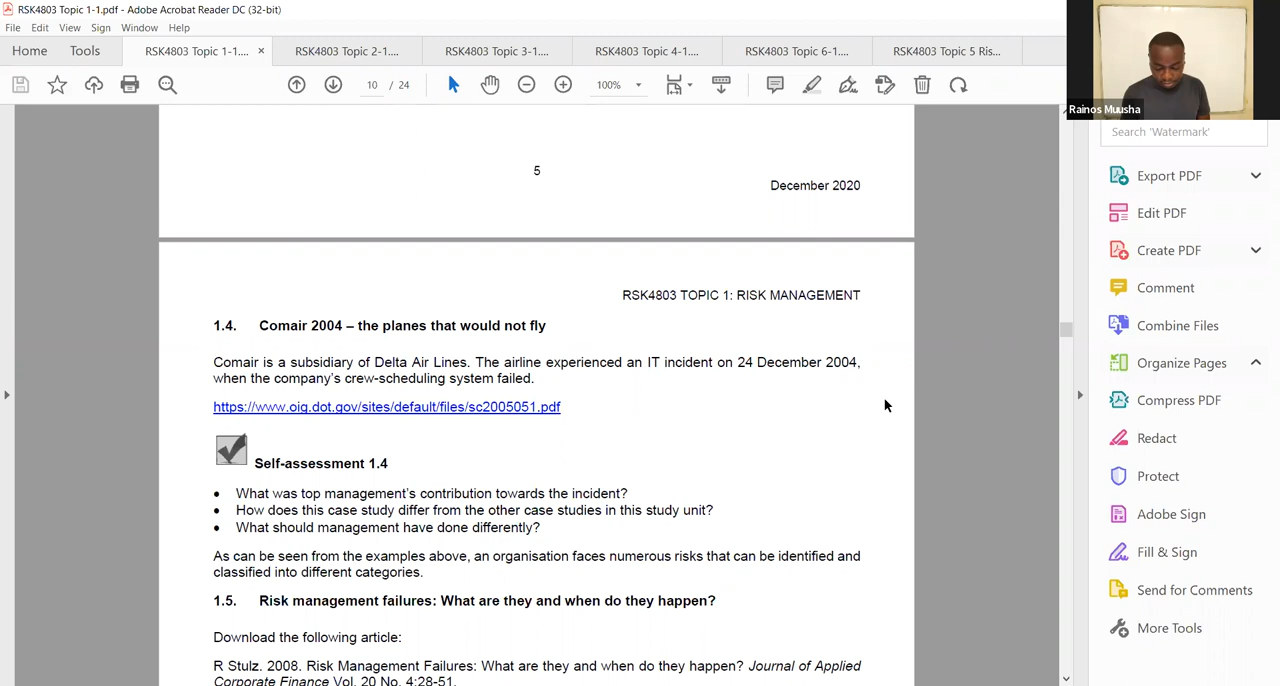 RSK4803 Topic 1-1.pdf - Adobe Acrobat Reader DC (32-bit)
File Edit View Sign Window Help
Home Tools RSK4803 Topic 1-1.... × RSK4803 Topic 2-1.... RSK4803 Topic 3-1.... RSK4803 Topic 4-1.... RSK4803 Topic 6-1.... RSK4803 Topic 5 Ris...
10 / 24 100%
Rainos Muusha
Search 'Watermark'
Export PDF
Edit PDF
Create PDF
Comment
Combine Files
Organize Pages
Compress PDF
Redact
Protect
Adobe Sign
Fill & Sign
Send for Comments
More Tools
5
December 2020
RSK4803 TOPIC 1: RISK MANAGEMENT
1.4. Comair 2004 – the planes that would not fly
Comair is a subsidiary of Delta Air Lines. The airline experienced an IT incident on 24 December 2004,
when the company's crew-scheduling system failed.
https://www.oig.dot.gov/sites/default/files/sc2005051.pdf
Self-assessment 1.4
• What was top management's contribution towards the incident?
• How does this case study differ from the other case studies in this study unit?
• What should management have done differently?
As can be seen from the examples above, an organisation faces numerous risks that can be identified and
classified into different categories.
1.5. Risk management failures: What are they and when do they happen?
Download the following article:
R Stulz. 2008. Risk Management Failures: What are they and when do they happen? Journal of Applied
Corporate Finance Vol. 20 No. 4:28-51.